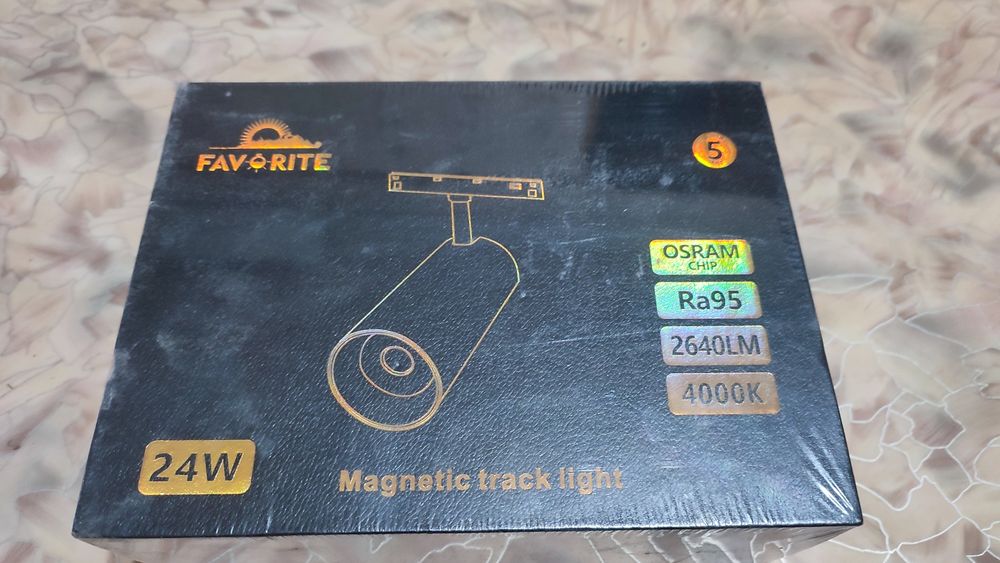 FAVORITE
5
OSRAM
CHIP
Ra95
2640LM
4000K
24W
Magnetic track light